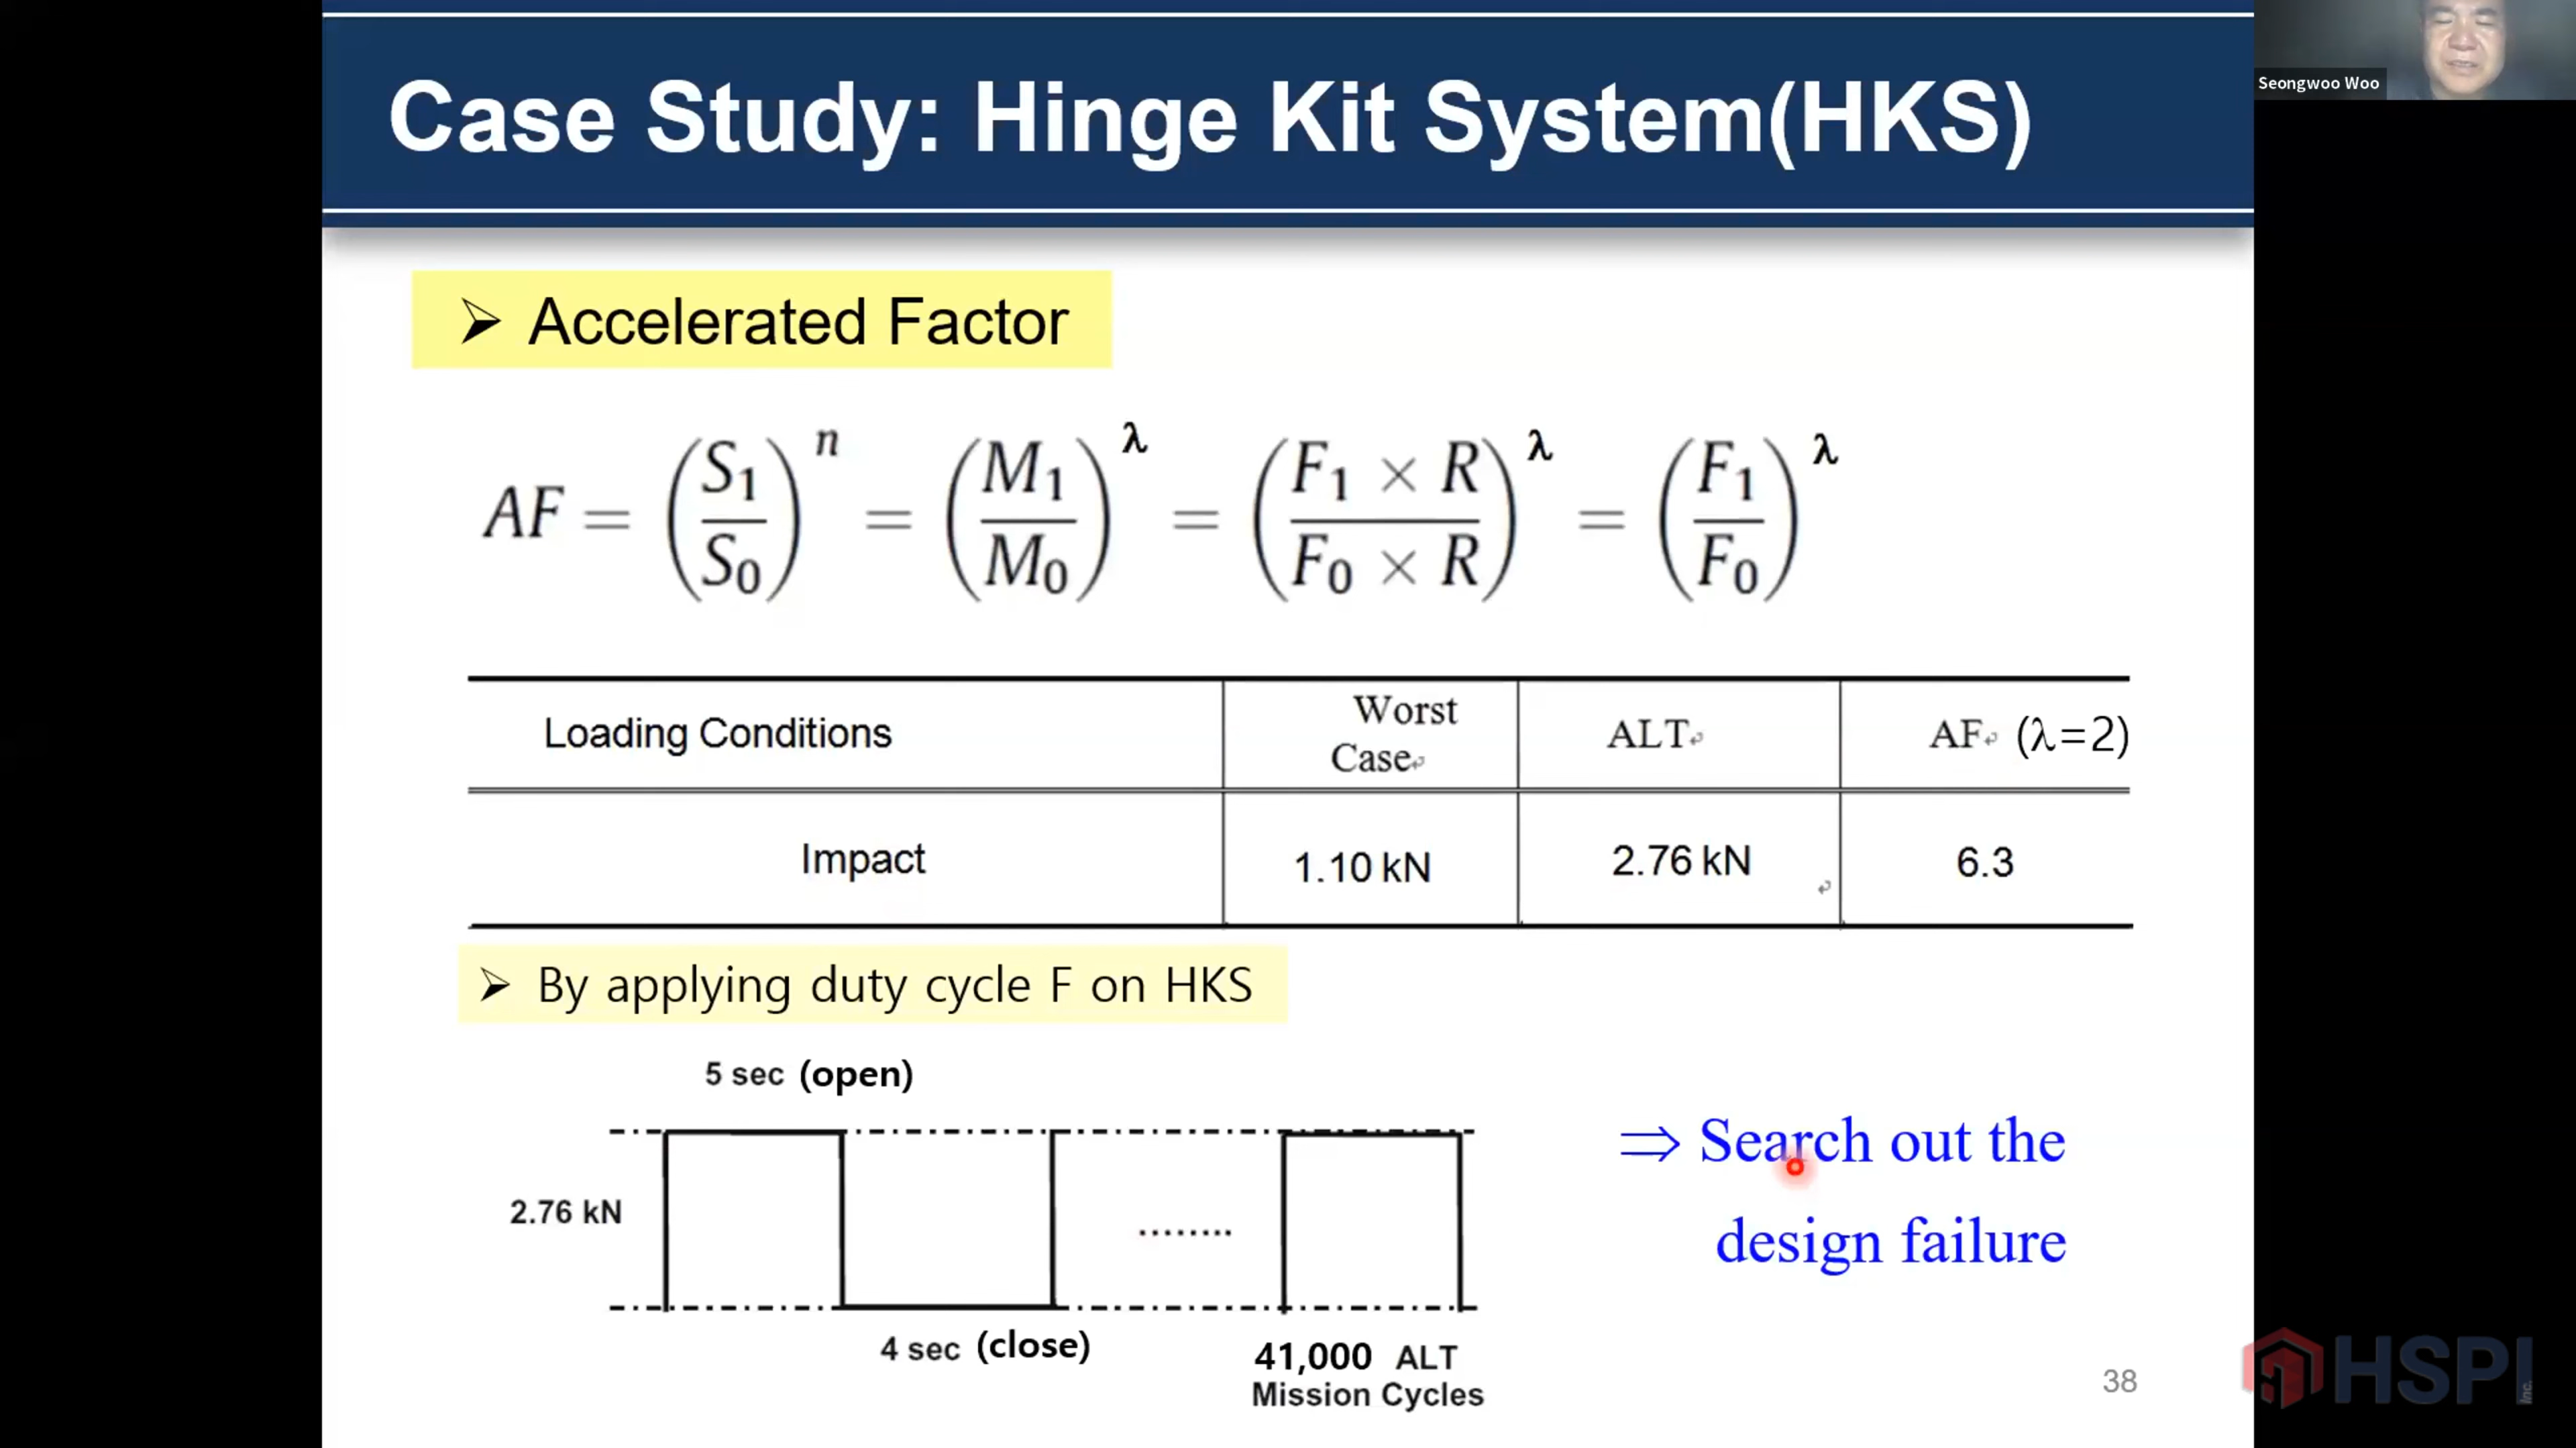 Case Study: Hinge Kit System(HKS)
Seongwoo Woo
➢ Accelerated Factor
AF = (S₁/S₀)ⁿ = (M₁/M₀)^λ = (F₁ × R/F₀ × R)^λ = (F₁/F₀)^λ
Loading Conditions
Worst
Case
ALT
AF (λ=2)
Impact
1.10 kN
2.76 kN
6.3
➢ By applying duty cycle F on HKS
5 sec (open)
2.76 kN
........
4 sec (close)
41,000 ALT
Mission Cycles
⇒ Search out the
design failure
38
HSPI Inc.